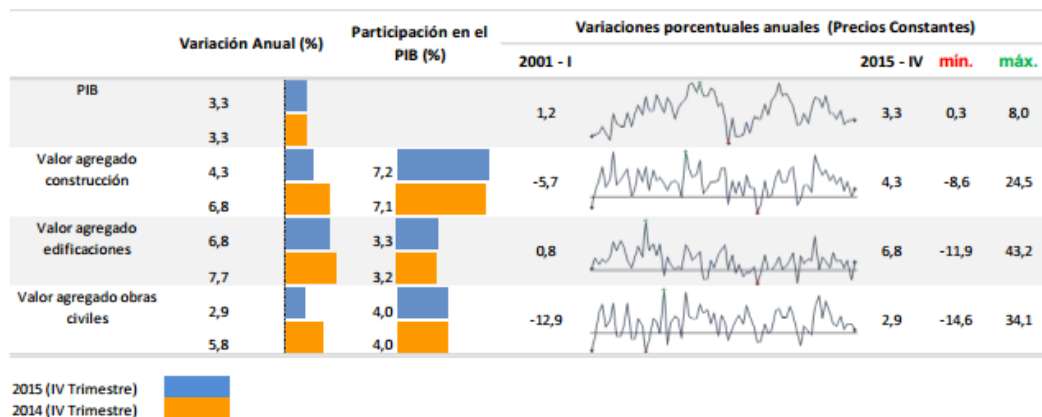 Variación Anual (%)
Participación en el
PIB (%)
Variaciones porcentuales anuales (Precios Constantes)
2001 - I
2015 - IV
mín.
máx.
PIB
3,3
3,3
1,2
3,3
0,3
8,0
Valor agregado
construcción
4,3
6,8
7,2
7,1
-5,7
4,3
-8,6
24,5
Valor agregado
edificaciones
6,8
7,7
3,3
3,2
0,8
6,8
-11,9
43,2
Valor agregado obras
civiles
2,9
5,8
4,0
4,0
-12,9
2,9
-14,6
34,1
2015 (IV Trimestre)
2014 (IV Trimestre)